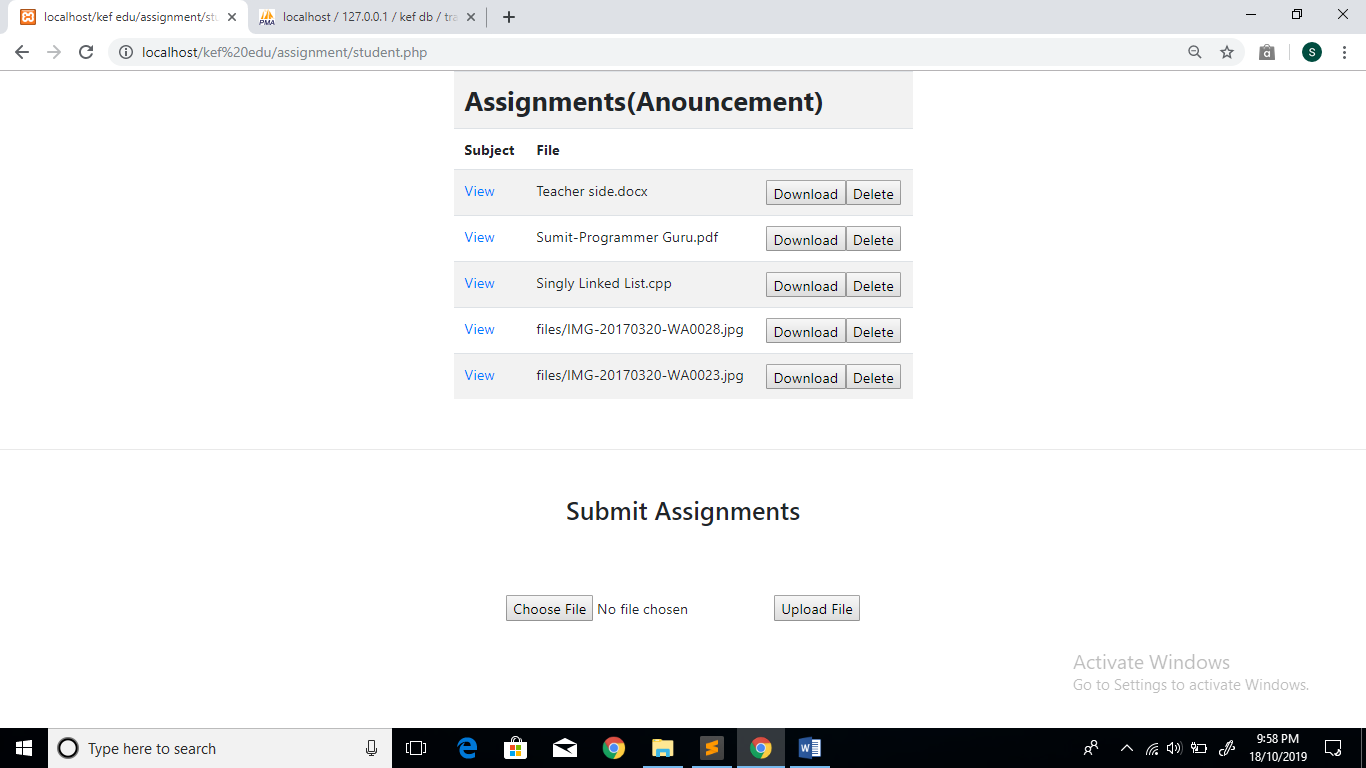 localhost/kef edu/assignment/stu
localhost / 127.0.0.1 / kef db / tra
localhost/kef%20edu/assignment/student.php
S
Assignments(Anouncement)
Subject File
View Teacher side.docx Download Delete
View Sumit-Programmer Guru.pdf Download Delete
View Singly Linked List.cpp Download Delete
View files/IMG-20170320-WA0028.jpg Download Delete
View files/IMG-20170320-WA0023.jpg Download Delete
Submit Assignments
Choose File No file chosen Upload File
Activate Windows
Go to Settings to activate Windows.
Type here to search
9:58 PM
18/10/2019